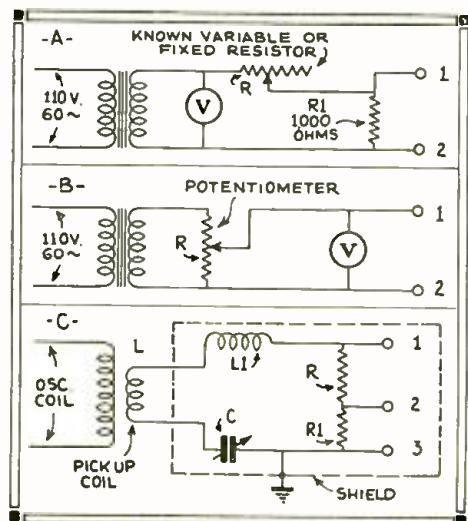 -A-
KNOWN VARIABLE OR
FIXED RESISTOR
110 V.
60~
V
R
R1
1000
OHMS
1
2
-B-
POTENTIOMETER
110V.
60~
R
V
1
2
-C-
OSC
COIL
L
PICK UP
COIL
L1
C
R
R1
1
2
3
SHIELD